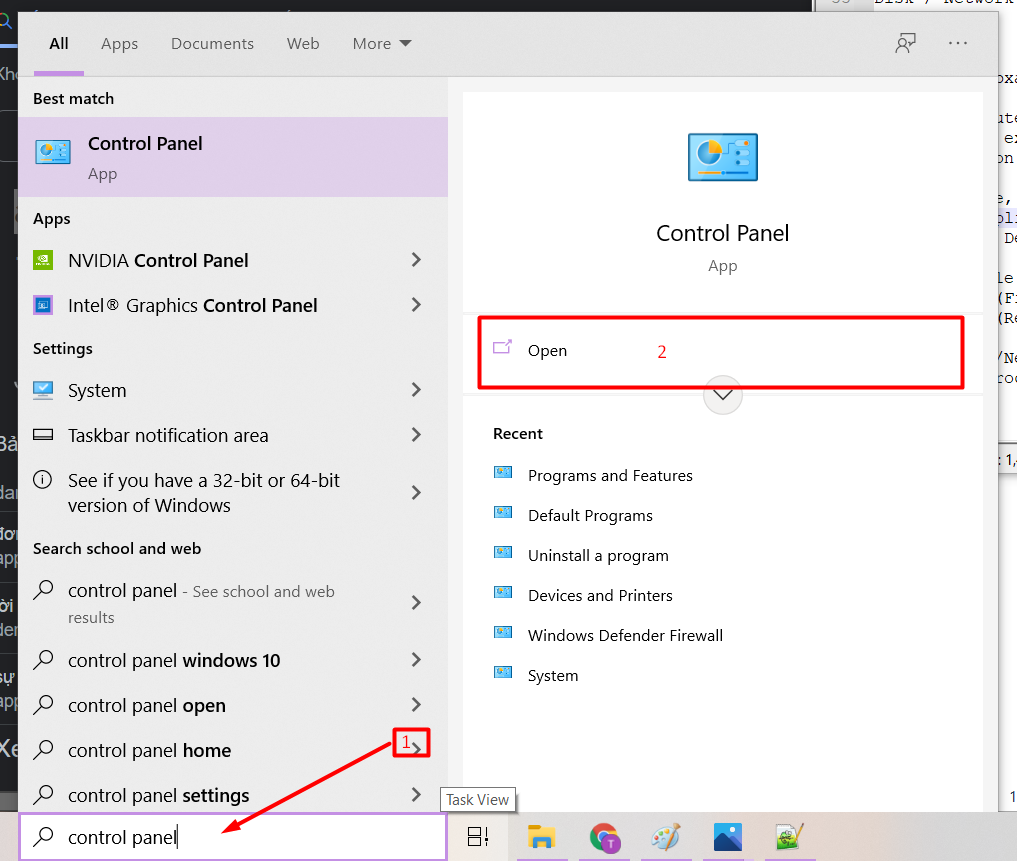 All Apps Documents Web More
Best match
Control Panel
App
Apps
NVIDIA Control Panel
Intel® Graphics Control Panel
Settings
System
Taskbar notification area
See if you have a 32-bit or 64-bit
version of Windows
Search school and web
control panel - See school and web
results
control panel windows 10
control panel open
control panel home
1
control panel settings
control panel
Control Panel
App
Open 2
Recent
Programs and Features
Default Programs
Uninstall a program
Devices and Printers
Windows Defender Firewall
System
Task View
T